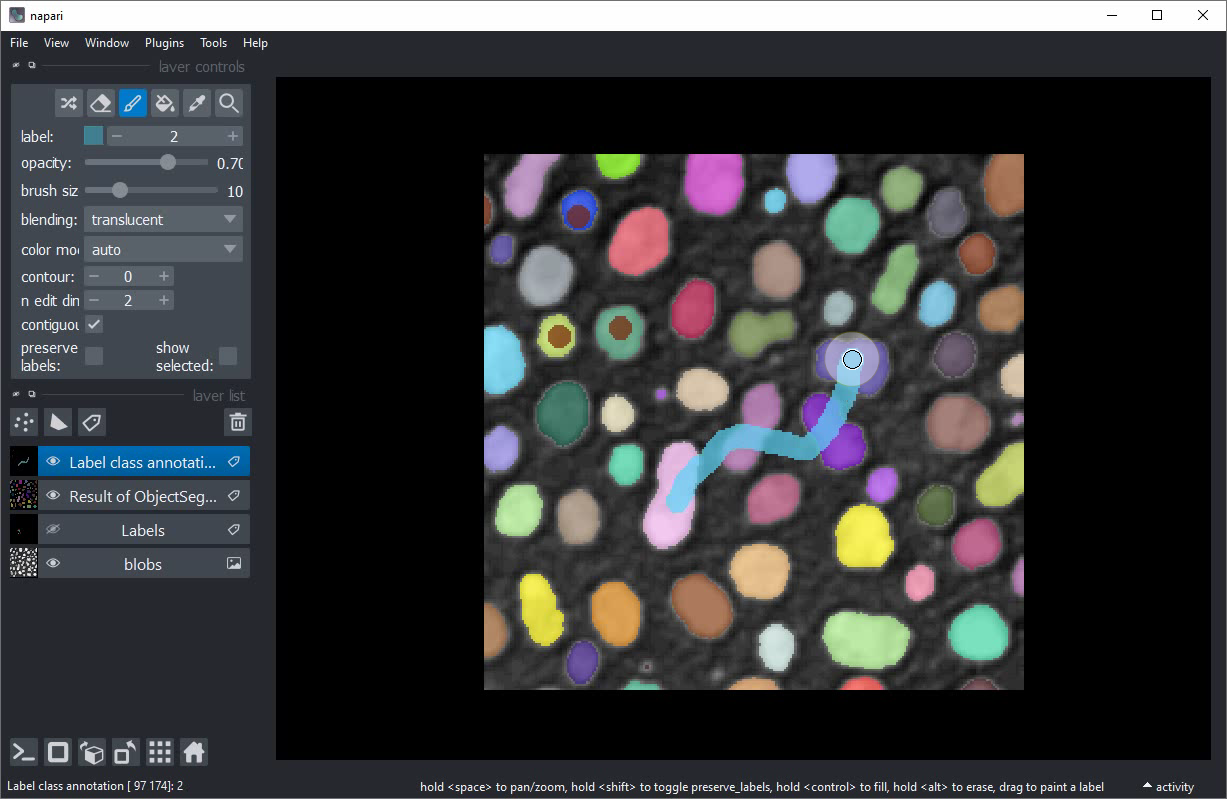 napari
File View Window Plugins Tools Help
layer controls
label: 2
opacity: 0.70
brush siz 10
blending: translucent
color mo auto
contour: 0
n edit din 2
contiguou
preserve labels: show selected:
layer list
Label class annotati...
Result of ObjectSeg...
Labels
blobs
Label class annotation [ 97 174]: 2 hold <space> to pan/zoom, hold <shift> to toggle preserve_labels, hold <control> to fill, hold <alt> to erase, drag to paint a label activity